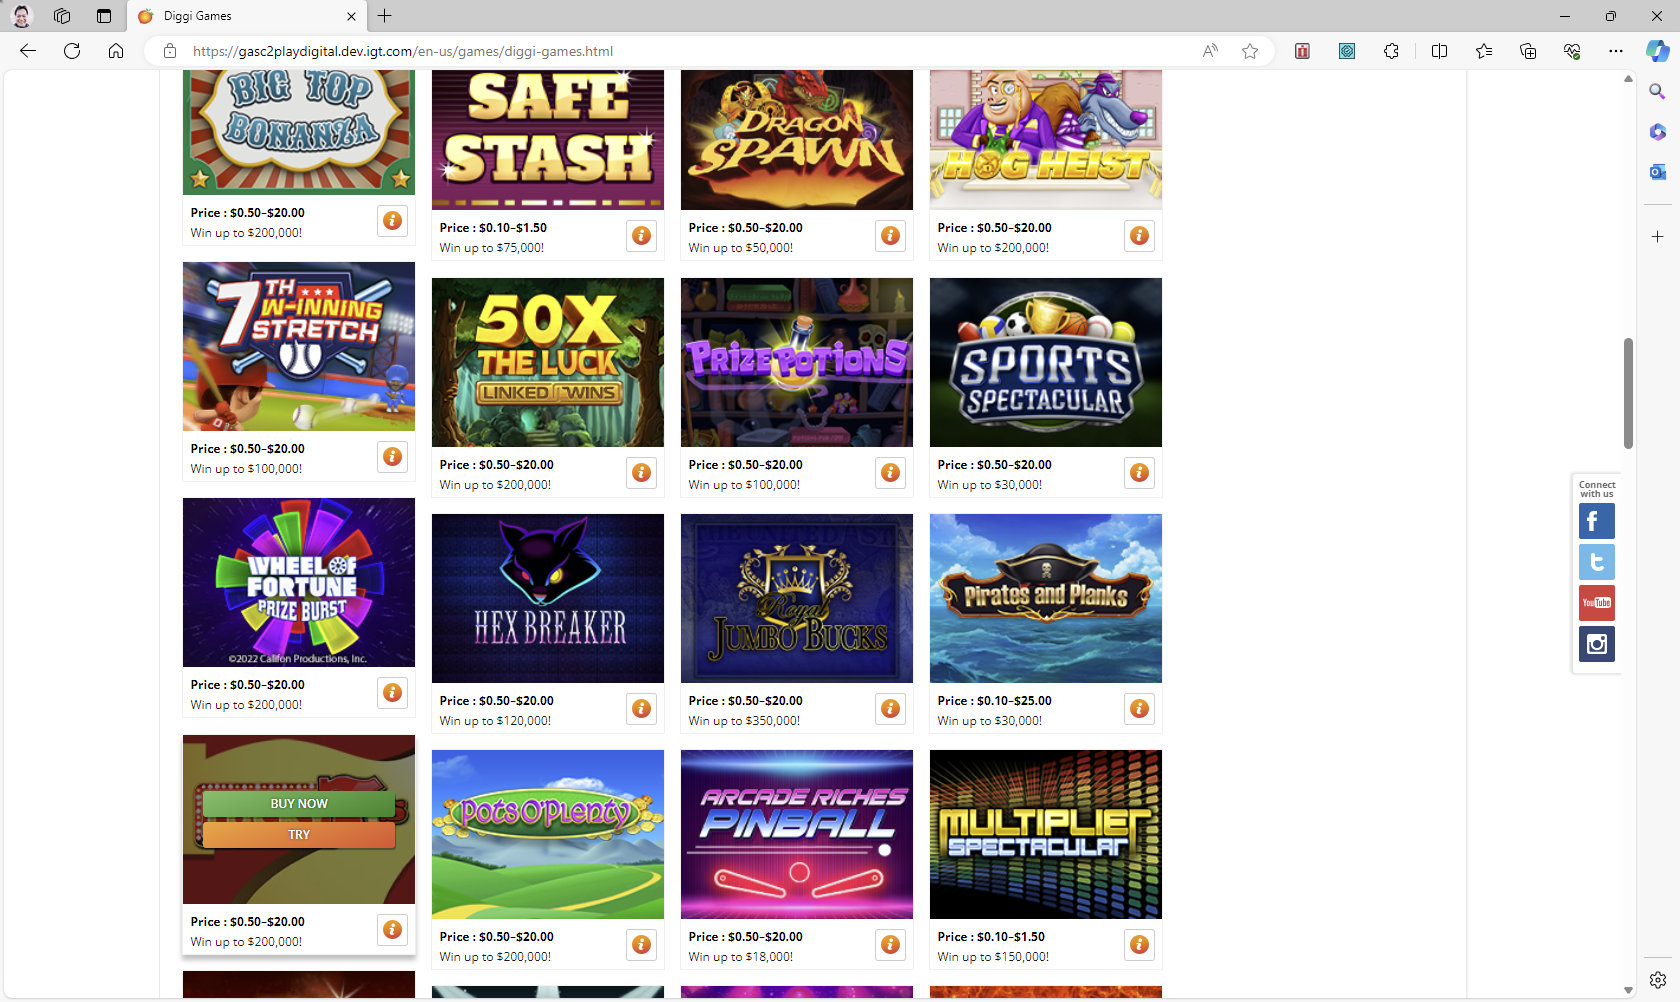 Diggi Games
https://gasc2playdigital.dev.igt.com/en-us/games/diggi-games.html
BIG TOP
BONANZA
Price : $0.50–$20.00
Win up to $200,000!
SAFE
STASH
Price : $0.10–$1.50
Win up to $75,000!
DRAGON
SPAWN
Price : $0.50–$20.00
Win up to $50,000!
HOG HEIST
Price : $0.50–$20.00
Win up to $200,000!
7TH
W-INNING
STRETCH
Price : $0.50–$20.00
Win up to $100,000!
50X
THE LUCK
LINKED WINS
Price : $0.50–$20.00
Win up to $200,000!
PRIZE POTIONS
Price : $0.50–$20.00
Win up to $100,000!
SPORTS
SPECTACULAR
Price : $0.50–$20.00
Win up to $30,000!
WHEEL OF
FORTUNE
PRIZE BURST
©2022 Califon Productions, Inc.
Price : $0.50–$20.00
Win up to $200,000!
HEX BREAKER
Price : $0.50–$20.00
Win up to $120,000!
Royal
JUMBO BUCKS
Price : $0.50–$20.00
Win up to $350,000!
Pirates and Planks
Price : $0.10–$25.00
Win up to $30,000!
BUY NOW
TRY
Price : $0.50–$20.00
Win up to $200,000!
POTS O'PLENTY
Price : $0.50–$20.00
Win up to $200,000!
ARCADE RICHES
PINBALL
Price : $0.50–$20.00
Win up to $18,000!
MULTIPLIER
SPECTACULAR
Price : $0.10–$1.50
Win up to $150,000!
Connect
with us
YouTube